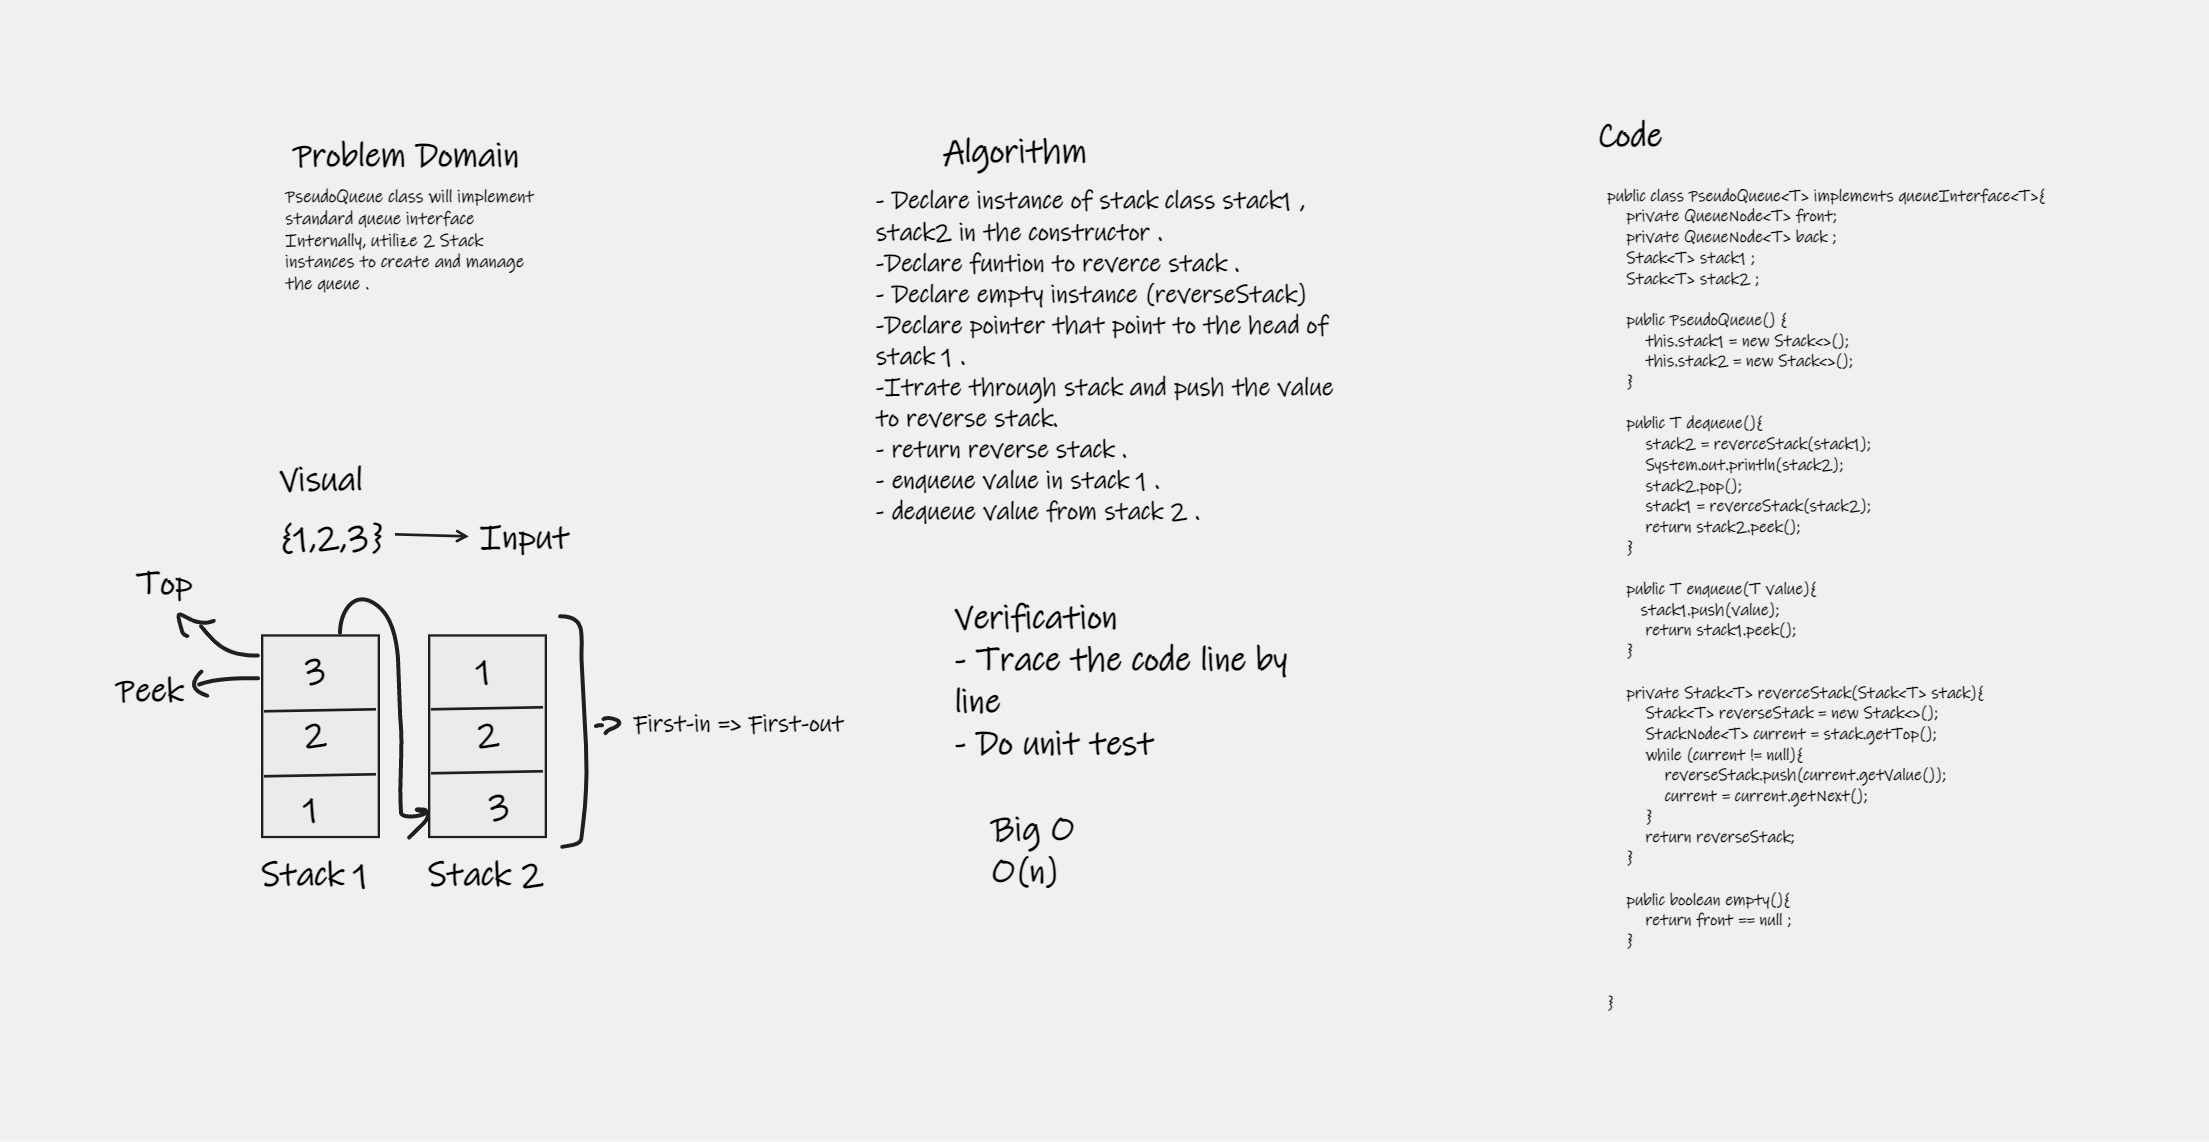 Problem Domain
PseudoQueue class will implement
standard queue interface
Internally, utilize 2 Stack
instances to create and manage
the queue .
Visual
{1,2,3}
Input
Top
Peek
3
2
1
Stack 1
1
2
3
Stack 2
First-in => First-out
Algorithm
- Declare instance of stack class stack1 ,
stack2 in the constructor .
-Declare funtion to reverce stack .
- Declare empty instance (reverseStack)
-Declare pointer that point to the head of
stack 1 .
-Itrate through stack and push the value
to reverse stack.
- return reverse stack .
- enqueue value in stack 1 .
- dequeue value from stack 2 .
Verification
- Trace the code line by
line
- Do unit test
Big O
O(n)
Code
public class PseudoQueue<T> implements queueInterface<T>{
private QueueNode<T> front;
private QueueNode<T> back ;
Stack<T> stack1 ;
Stack<T> stack2 ;
public PseudoQueue() {
this.stack1 = new Stack<>();
this.stack2 = new Stack<>();
}
public T dequeue(){
stack2 = reverceStack(stack1);
System.out.println(stack2);
stack2.pop();
stack1 = reverceStack(stack2);
return stack2.peek();
}
public T enqueue(T value){
stack1.push(value);
return stack1.peek();
}
private Stack<T> reverceStack(Stack<T> stack){
Stack<T> reverseStack = new Stack<>();
StackNode<T> current = stack.getTop();
while (current != null){
reverseStack.push(current.getValue());
current = current.getNext();
}
return reverseStack;
}
public boolean empty(){
return front == null ;
}
}